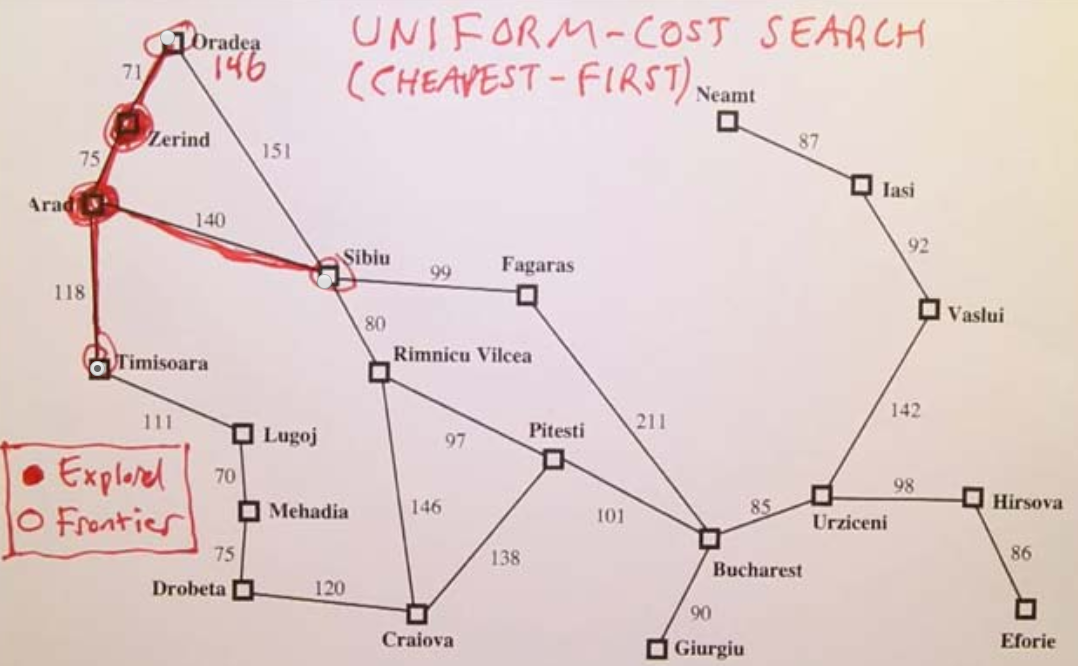 UNIFORM-COST SEARCH
(CHEAPEST-FIRST)
Oradea
146
71
Neamt
Zerind
87
151
75
Iasi
Arad
140
92
Sibiu
99
Fagaras
118
Vaslui
80
Rimnicu Vilcea
Timisoara
142
111
211
Pitesti
Lugoj
97
Explored
70
98
Hirsova
Mehadia
146
101
85
Urziceni
Frontier
75
138
86
Bucharest
Drobeta
120
90
Craiova
Giurgiu
Eforie